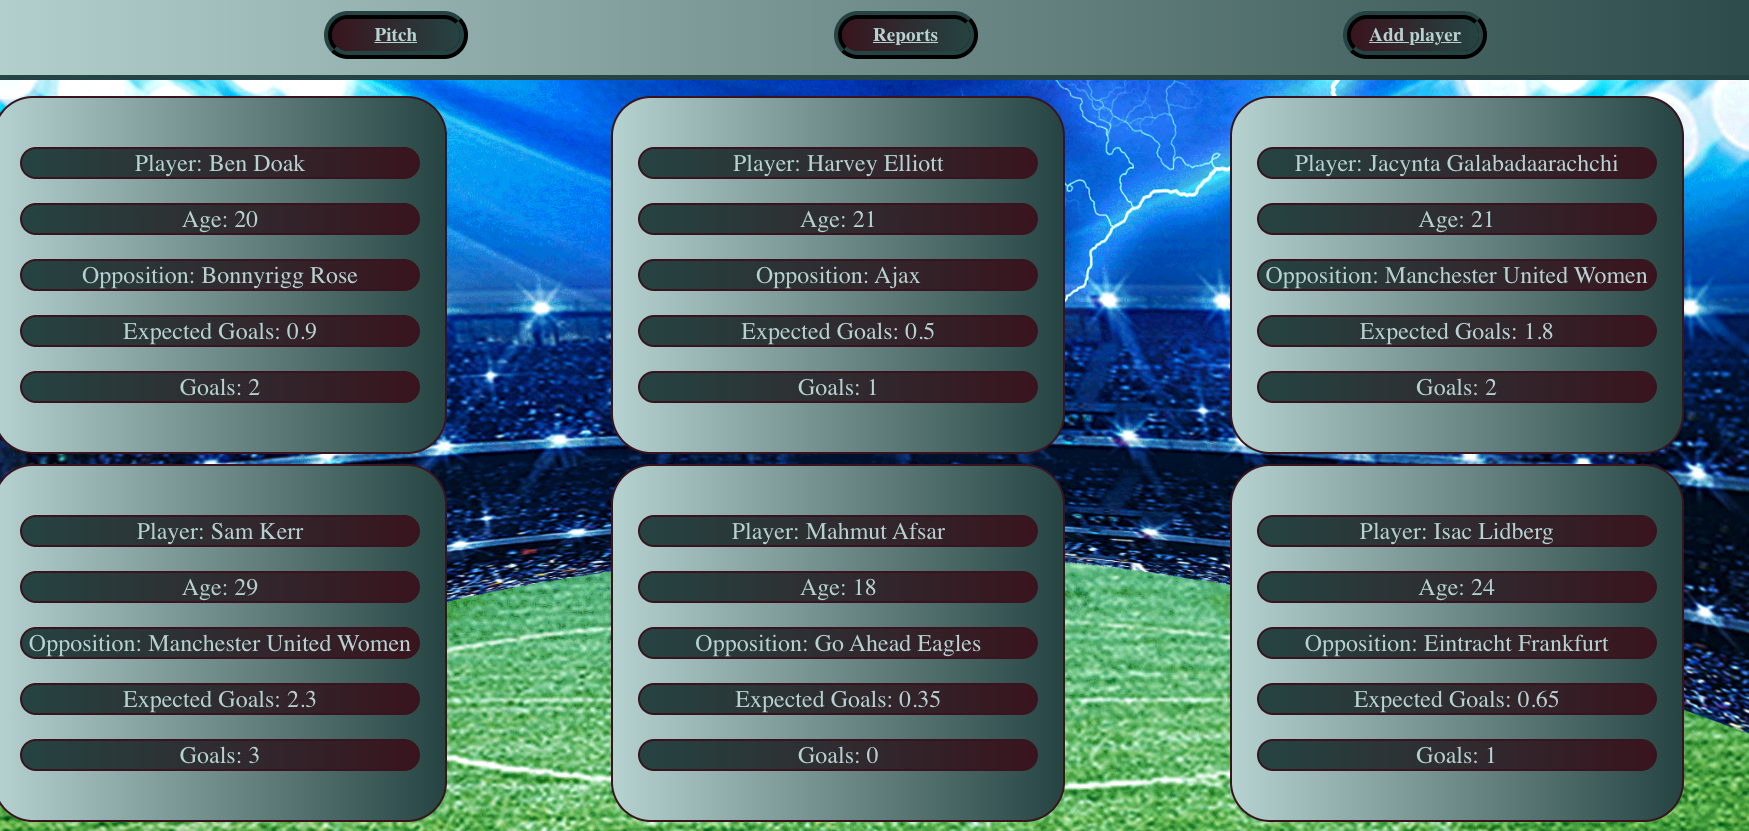 Pitch
Reports
Add player
Player: Ben Doak
Age: 20
Opposition: Bonnyrigg Rose
Expected Goals: 0.9
Goals: 2
Player: Harvey Elliott
Age: 21
Opposition: Ajax
Expected Goals: 0.5
Goals: 1
Player: Jacynta Galabadaarachchi
Age: 21
Opposition: Manchester United Women
Expected Goals: 1.8
Goals: 2
Player: Sam Kerr
Age: 29
Opposition: Manchester United Women
Expected Goals: 2.3
Goals: 3
Player: Mahmut Afsar
Age: 18
Opposition: Go Ahead Eagles
Expected Goals: 0.35
Goals: 0
Player: Isac Lidberg
Age: 24
Opposition: Eintracht Frankfurt
Expected Goals: 0.65
Goals: 1